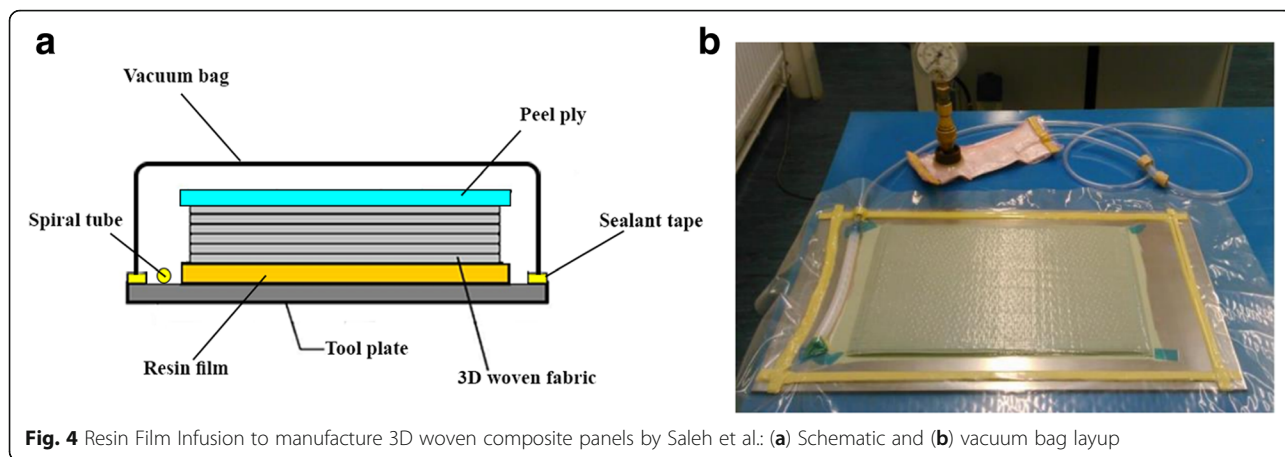 a
b
Vacuum bag
Peel ply
Spiral tube
Sealant tape
Tool plate
Resin film
3D woven fabric
Fig. 4 Resin Film Infusion to manufacture 3D woven composite panels by Saleh et al.: (a) Schematic and (b) vacuum bag layup